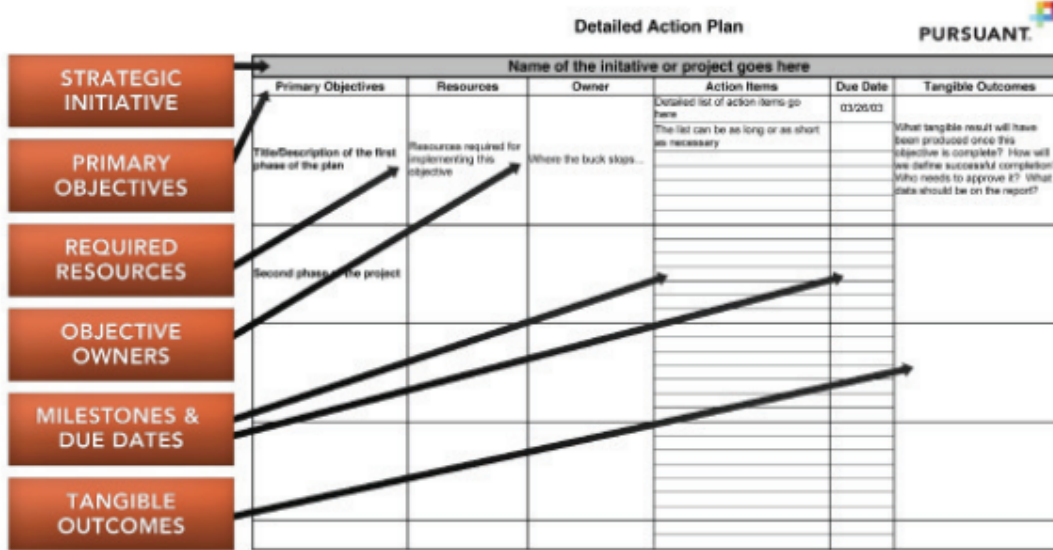 Detailed Action Plan
PURSUANT.
STRATEGIC
INITIATIVE
PRIMARY
OBJECTIVES
REQUIRED
RESOURCES
OBJECTIVE
OWNERS
MILESTONES &
DUE DATES
TANGIBLE
OUTCOMES
Name of the initative or project goes here
Primary Objectives
Resources
Owner
Action Items
Due Date
Tangible Outcomes
Title/Description of the first
phase of the plan
Resources required for
implementing this
objective
Where the buck stops...
Detailed list of action items go
here
The list can be as long or as short
as necessary
03/26/03
What tangible result will have
been produced once this
objective is complete? How will
we define successful completion
Who needs to approve it? What
data should be on the report?
Second phase of the project